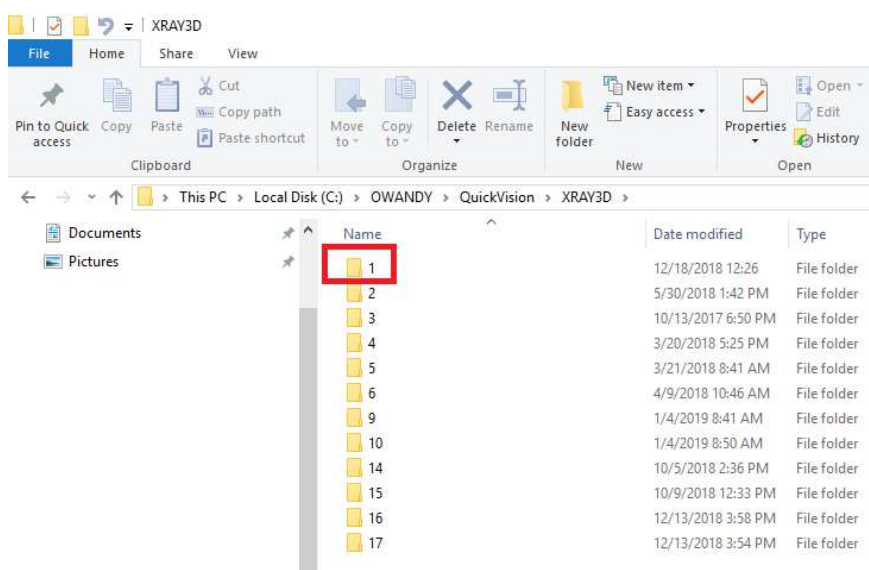 XRAY3D
File Home Share View
Pin to Quick access
Copy
Paste
Cut
Copy path
Paste shortcut
Clipboard
Move to
Copy to
Delete
Rename
Organize
New folder
New item
Easy access
New
Properties
Open
Edit
History
Open
This PC > Local Disk (C:) > OWANDY > QuickVision > XRAY3D >
Documents
Pictures
Name Date modified Type
1 12/18/2018 12:26 File folder
2 5/30/2018 1:42 PM File folder
3 10/13/2017 6:50 PM File folder
4 3/20/2018 5:25 PM File folder
5 3/21/2018 8:41 AM File folder
6 4/9/2018 10:46 AM File folder
9 1/4/2019 8:41 AM File folder
10 1/4/2019 8:50 AM File folder
14 10/5/2018 2:36 PM File folder
15 10/9/2018 12:33 PM File folder
16 12/13/2018 3:58 PM File folder
17 12/13/2018 3:54 PM File folder